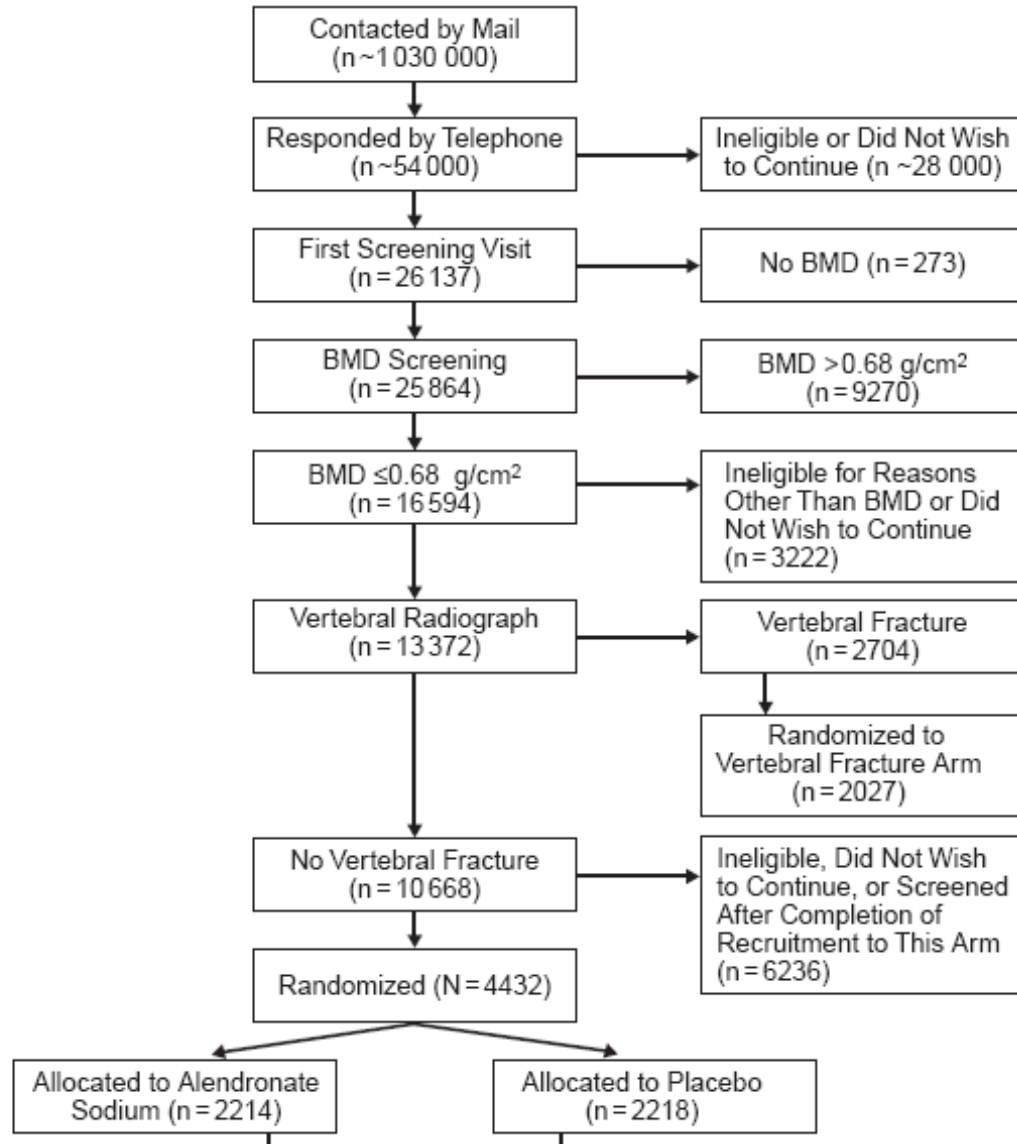 Contacted by Mail
(n~1 030 000)
Responded by Telephone
(n~54 000)
Ineligible or Did Not Wish
to Continue (n ~28 000)
First Screening Visit
(n = 26 137)
No BMD (n = 273)
BMD Screening
(n = 25 864)
BMD >0.68 g/cm²
(n = 9270)
BMD ≤0.68 g/cm²
(n = 16 594)
Ineligible for Reasons
Other Than BMD or Did
Not Wish to Continue
(n = 3222)
Vertebral Radiograph
(n = 13 372)
Vertebral Fracture
(n = 2704)
Randomized to
Vertebral Fracture Arm
(n = 2027)
No Vertebral Fracture
(n = 10 668)
Ineligible, Did Not Wish
to Continue, or Screened
After Completion of
Recruitment to This Arm
(n = 6236)
Randomized (N = 4432)
Allocated to Alendronate
Sodium (n = 2214)
Allocated to Placebo
(n = 2218)